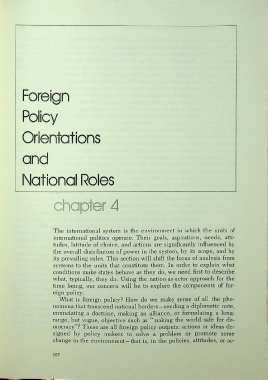 Foreign
Policy
Orientations
and
National Roles
chapter 4
The international system is the environment in which the units of
international politics operate. Their goals, aspirations, needs, atti-
tudes, latitude of choice, and actions are significantly influenced by
the overall distribution of power in the system, by its scope, and by
its prevailing rules. This section will shift the focus of analysis from
systems to the units that constitute them. In order to explain what
conditions make states behave as they do, we need first to describe
what, typically, they do. Using the nation-as-actor approach for the
time being, our concern will be to explore the components of for-
eign policy.
What is foreign policy? How do we make sense of all the phe-
nomena that transcend national borders—sending a diplomatic note,
enunciating a doctrine, making an alliance, or formulating a long-
range, but vague, objective such as "making the world safe for de-
mocracy"? These are all foreign policy outputs: actions or ideas de-
signed by policy makers to solve a problem or promote some
change in the environment—that is, in the policies, attitudes, or ac-
107